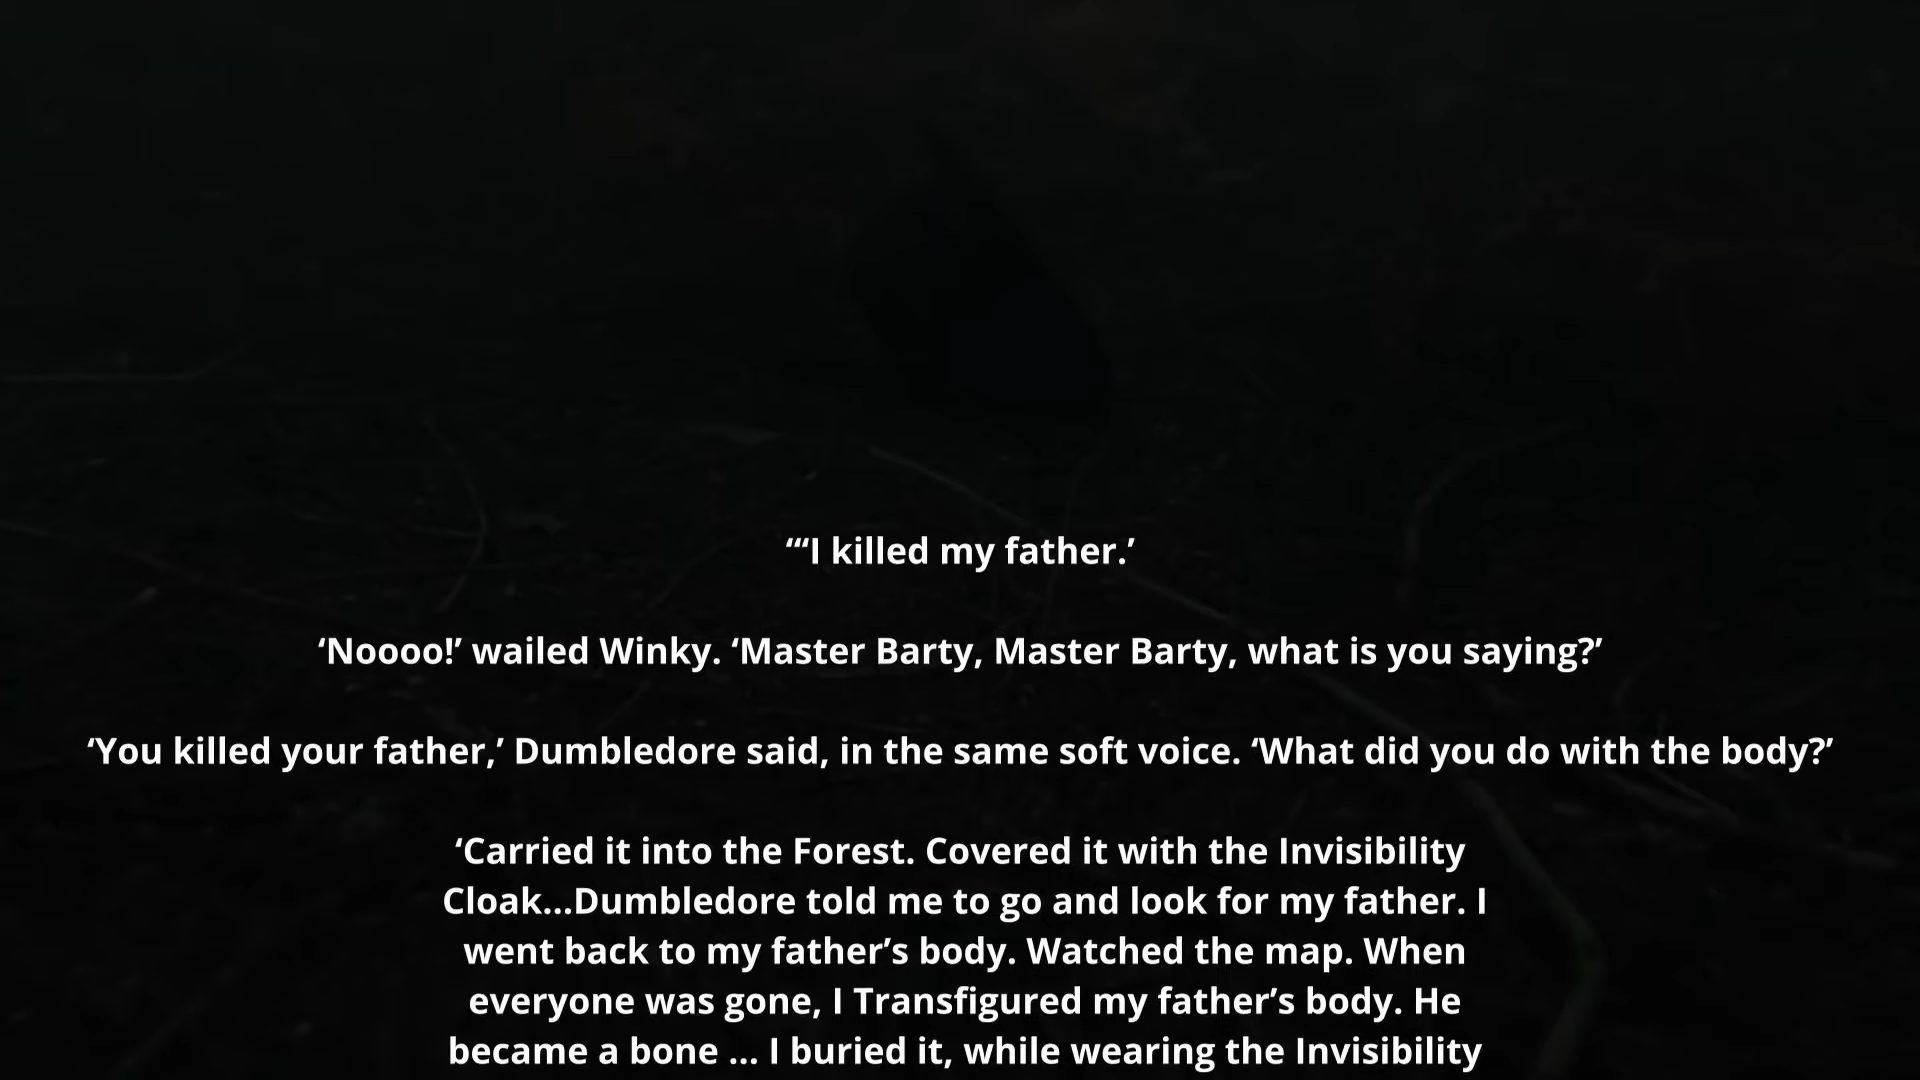 “‘I killed my father.’
‘Noooo!’ wailed Winky. ‘Master Barty, Master Barty, what is you saying?’
‘You killed your father,’ Dumbledore said, in the same soft voice. ‘What did you do with the body?’
‘Carried it into the Forest. Covered it with the Invisibility
Cloak...Dumbledore told me to go and look for my father. I
went back to my father’s body. Watched the map. When
everyone was gone, I Transfigured my father’s body. He
became a bone ... I buried it, while wearing the Invisibility